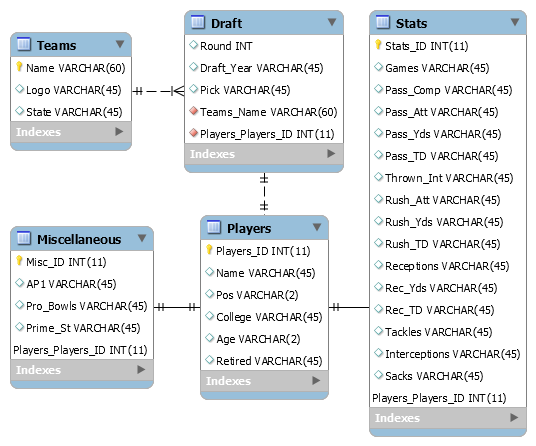 Teams
Name VARCHAR(60)
Logo VARCHAR(45)
State VARCHAR(45)
Indexes
Draft
Round INT
Draft_Year VARCHAR(45)
Pick VARCHAR(45)
Teams_Name VARCHAR(60)
Players_Players_ID INT(11)
Indexes
Stats
Stats_ID INT(11)
Games VARCHAR(45)
Pass_Comp VARCHAR(45)
Pass_Att VARCHAR(45)
Pass_Yds VARCHAR(45)
Pass_TD VARCHAR(45)
Thrown_Int VARCHAR(45)
Rush_Att VARCHAR(45)
Rush_Yds VARCHAR(45)
Rush_TD VARCHAR(45)
Receptions VARCHAR(45)
Rec_Yds VARCHAR(45)
Rec_TD VARCHAR(45)
Tackles VARCHAR(45)
Interceptions VARCHAR(45)
Sacks VARCHAR(45)
Players_Players_ID INT(11)
Indexes
Miscellaneous
Misc_ID INT(11)
AP1 VARCHAR(45)
Pro_Bowls VARCHAR(45)
Prime_St VARCHAR(45)
Players_Players_ID INT(11)
Indexes
Players
Players_ID INT(11)
Name VARCHAR(45)
Pos VARCHAR(2)
College VARCHAR(45)
Age VARCHAR(2)
Retired VARCHAR(45)
Indexes